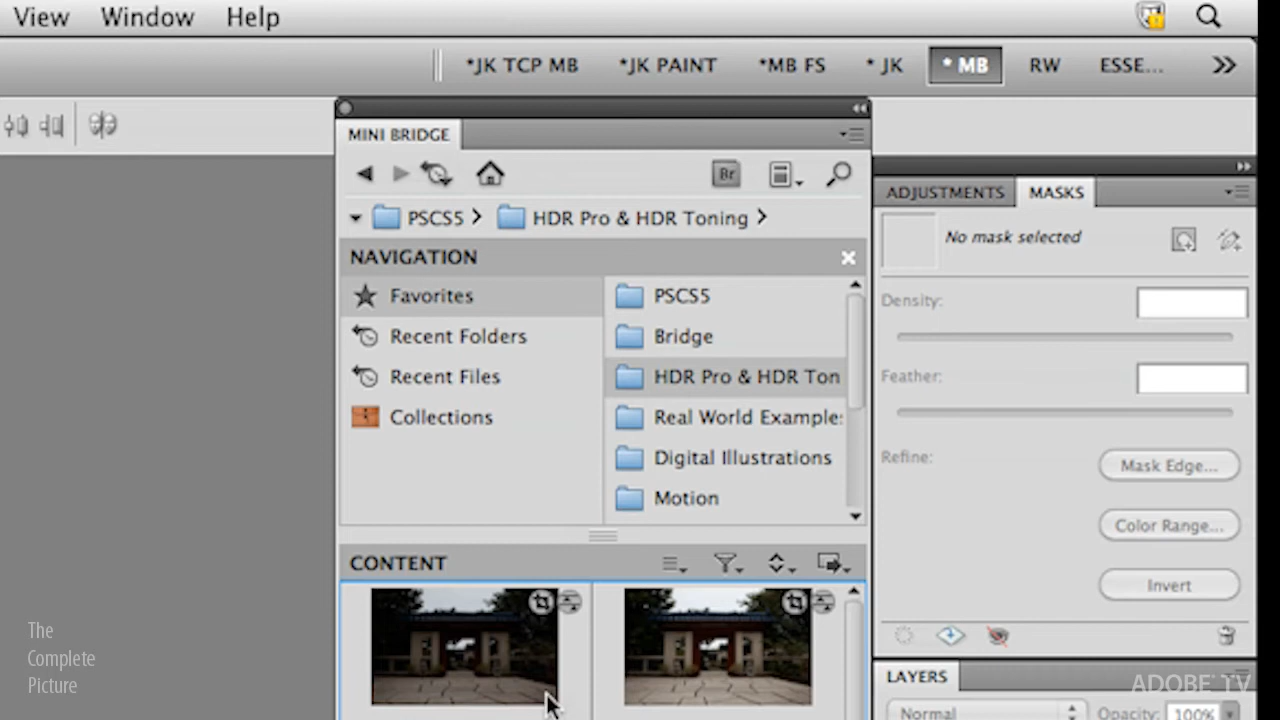 View Window Help
*JK TCP MB *JK PAINT *MB FS * JK * MB RW ESSE...
MINI BRIDGE
Br
PSCS5 HDR Pro & HDR Toning
NAVIGATION
Favorites
Recent Folders
Recent Files
Collections
PSCS5
Bridge
HDR Pro & HDR Ton
Real World Examples
Digital Illustrations
Motion
CONTENT
ADJUSTMENTS MASKS
No mask selected
Density:
Feather:
Refine:
Mask Edge...
Color Range...
Invert
LAYERS
Normal Opacity: 100%
The
Complete
Picture
ADOBE TV